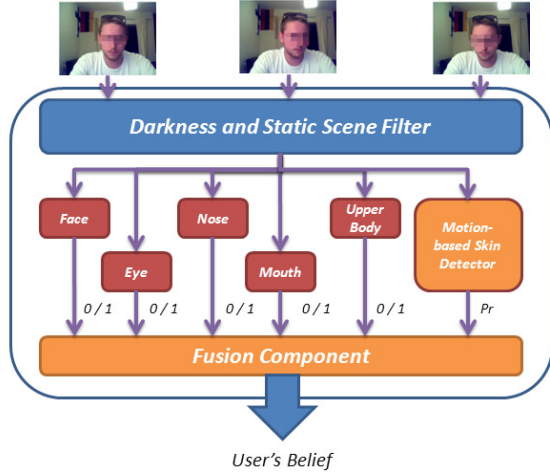 Darkness and Static Scene Filter
Face
Nose
Upper
Body
Motion-
based Skin
Detector
Eye
Mouth
0 / 1
0 / 1
0 / 1
0 / 1
0 / 1
Pr
Fusion Component
User's Belief